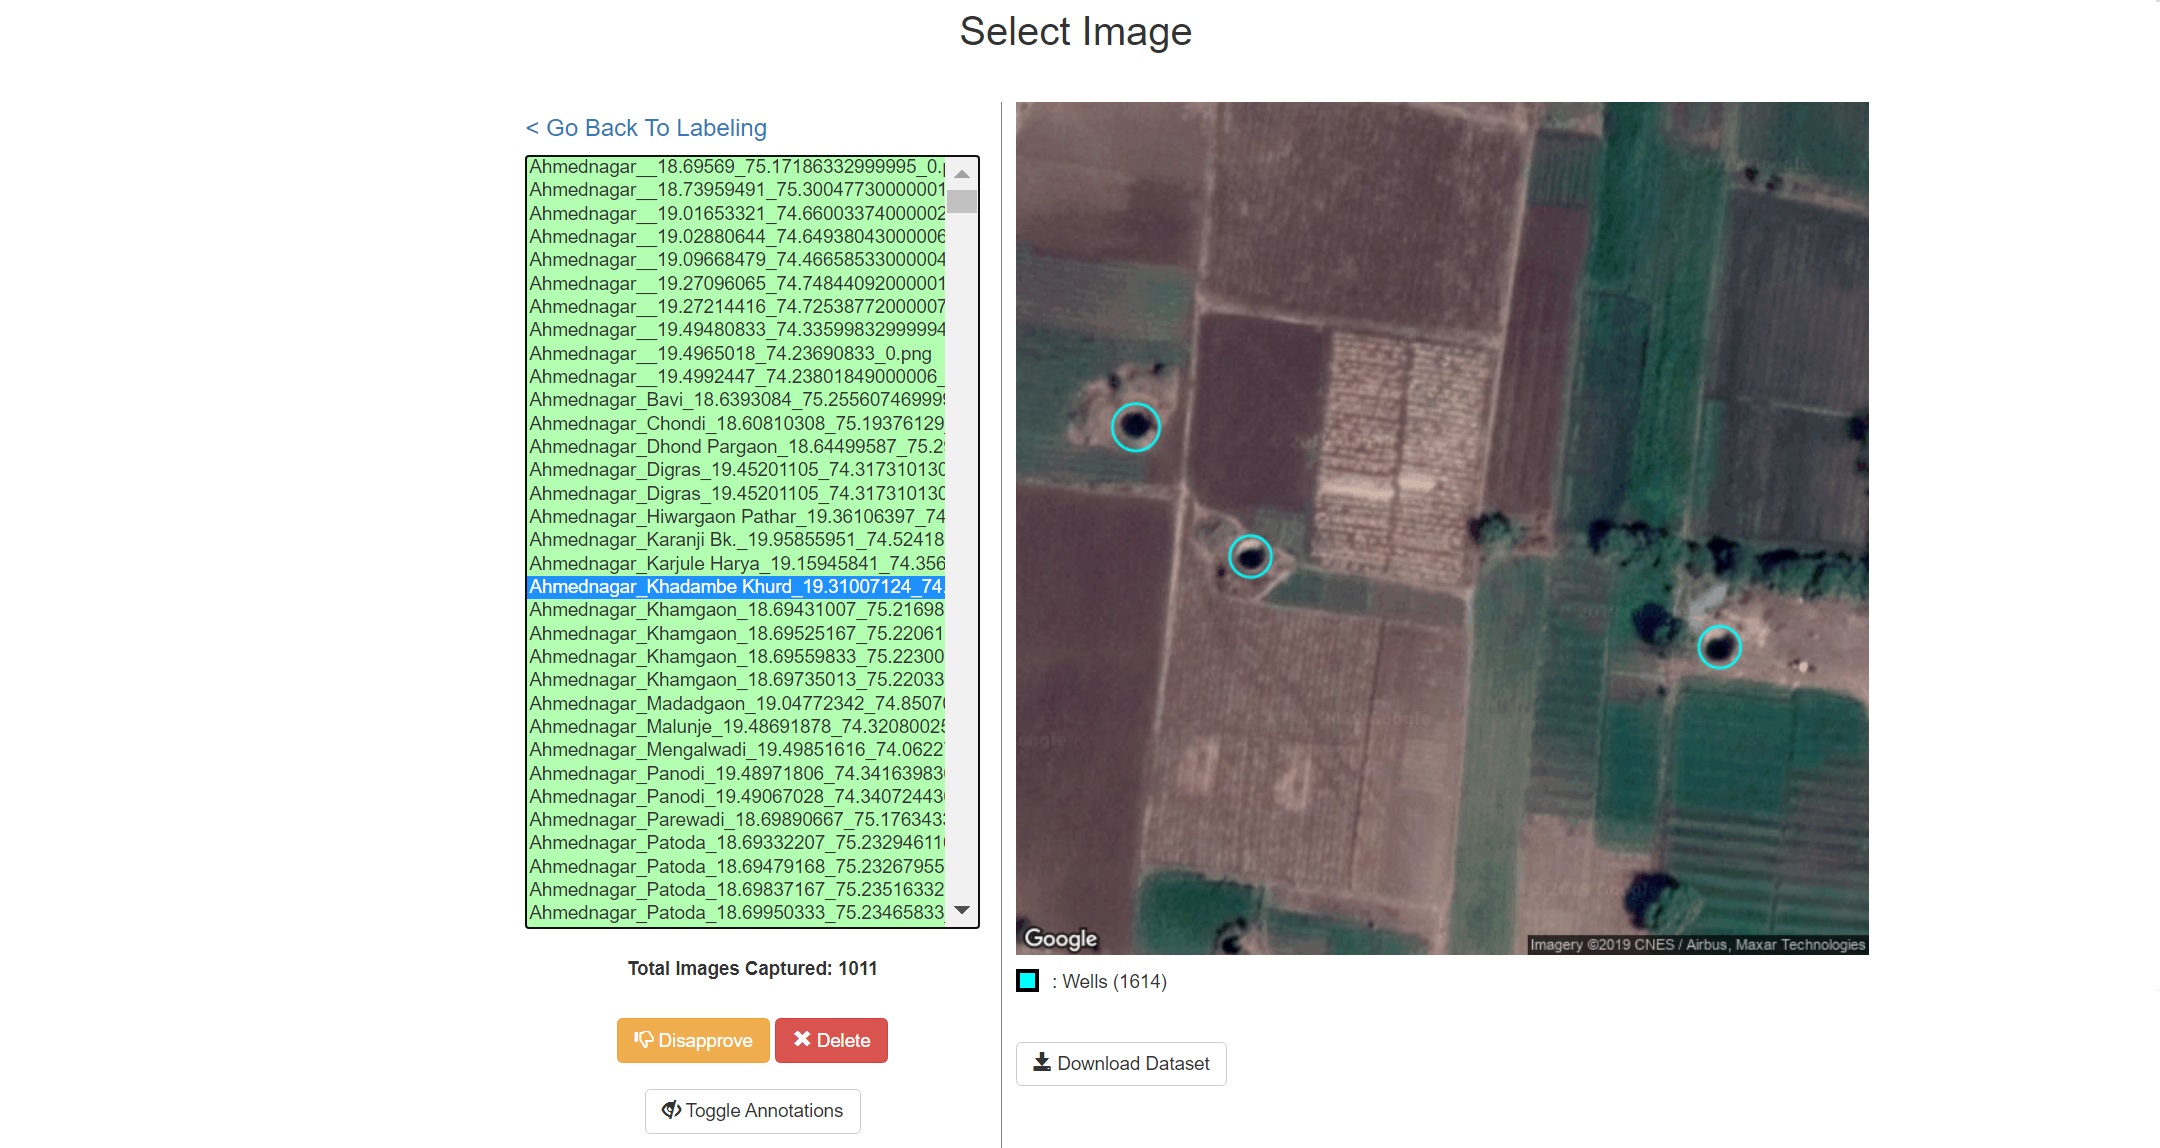 Select Image
< Go Back To Labeling
Ahmednagar__18.69569_75.17186332999995_0.
Ahmednagar__18.73959491_75.30047730000001
Ahmednagar__19.01653321_74.66003374000002
Ahmednagar__19.02880644_74.64938043000006
Ahmednagar__19.09668479_74.46658533000004
Ahmednagar__19.27096065_74.74844092000001
Ahmednagar__19.27214416_74.72538772000007
Ahmednagar__19.49480833_74.33599832999994
Ahmednagar__19.4965018_74.23690833_0.png
Ahmednagar__19.4992447_74.23801849000006_
Ahmednagar_Bavi_18.6393084_75.255607469999
Ahmednagar_Chondi_18.60810308_75.19376129
Ahmednagar_Dhond Pargaon_18.64499587_75.2
Ahmednagar_Digras_19.45201105_74.317310130
Ahmednagar_Digras_19.45201105_74.317310130
Ahmednagar_Hiwargaon Pathar_19.36106397_74
Ahmednagar_Karanji Bk._19.95855951_74.52418
Ahmednagar_Karjule Harya_19.15945841_74.356
Ahmednagar_Khadambe Khurd_19.31007124_74.
Ahmednagar_Khamgaon_18.69431007_75.21698
Ahmednagar_Khamgaon_18.69525167_75.22061
Ahmednagar_Khamgaon_18.69559833_75.22300
Ahmednagar_Khamgaon_18.69735013_75.22033
Ahmednagar_Madadgaon_19.04772342_74.8507
Ahmednagar_Malunje_19.48691878_74.32080025
Ahmednagar_Mengalwadi_19.49851616_74.0622
Ahmednagar_Panodi_19.48971806_74.34163983
Ahmednagar_Panodi_19.49067028_74.34072443
Ahmednagar_Parewadi_18.69890667_75.176343
Ahmednagar_Patoda_18.69332207_75.23294611
Ahmednagar_Patoda_18.69479168_75.23267955
Ahmednagar_Patoda_18.69837167_75.23516332
Ahmednagar_Patoda_18.69950333_75.23465833
Total Images Captured: 1011
Disapprove
Delete
Toggle Annotations
Google
Imagery ©2019 CNES / Airbus, Maxar Technologies
: Wells (1614)
Download Dataset